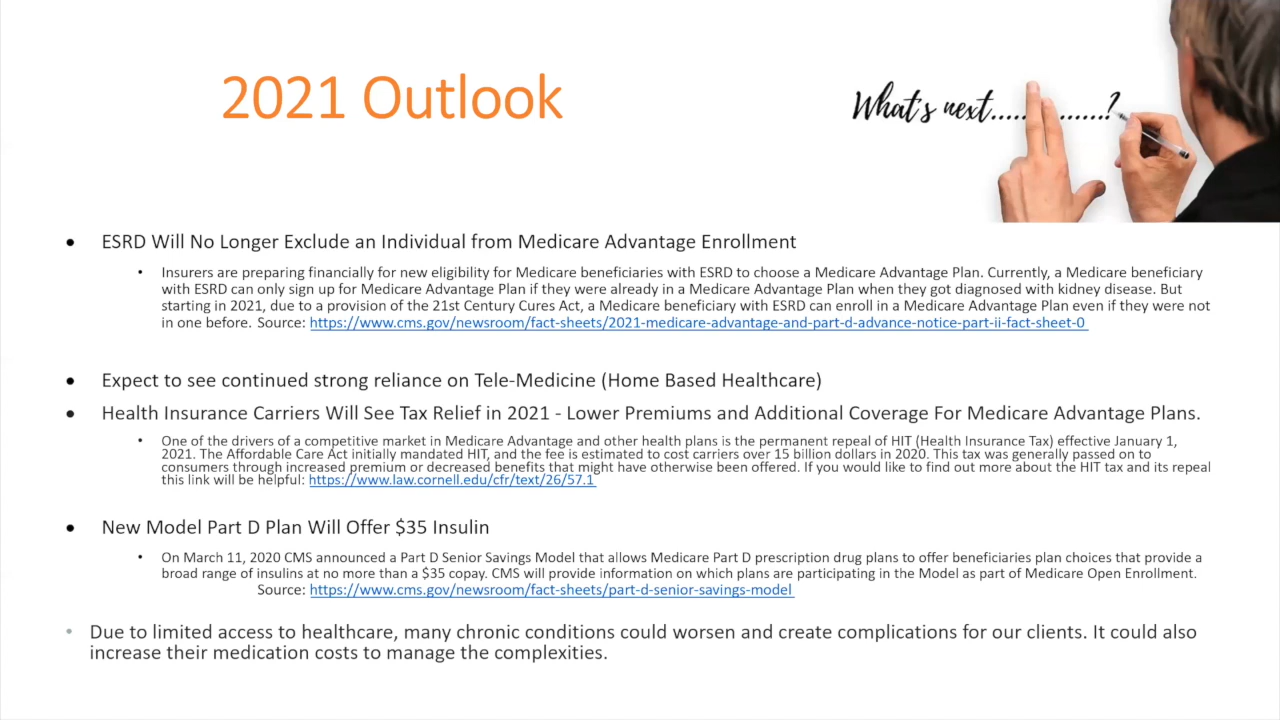 2021 Outlook
What's next..... ......?
• ESRD Will No Longer Exclude an Individual from Medicare Advantage Enrollment
• Insurers are preparing financially for new eligibility for Medicare beneficiaries with ESRD to choose a Medicare Advantage Plan. Currently, a Medicare beneficiary
with ESRD can only sign up for Medicare Advantage Plan if they were already in a Medicare Advantage Plan when they got diagnosed with kidney disease. But
starting in 2021, due to a provision of the 21st Century Cures Act, a Medicare beneficiary with ESRD can enroll in a Medicare Advantage Plan even if they were not
in one before. Source: https://www.cms.gov/newsroom/fact-sheets/2021-medicare-advantage-and-part-d-advance-notice-part-ii-fact-sheet-0
• Expect to see continued strong reliance on Tele-Medicine (Home Based Healthcare)
• Health Insurance Carriers Will See Tax Relief in 2021 - Lower Premiums and Additional Coverage For Medicare Advantage Plans.
• One of the drivers of a competitive market in Medicare Advantage and other health plans is the permanent repeal of HIT (Health Insurance Tax) effective January 1,
2021. The Affordable Care Act initially mandated HIT, and the fee is estimated to cost carriers over 15 billion dollars in 2020. This tax was generally passed on to
consumers through increased premium or decreased benefits that might have otherwise been offered. If you would like to find out more about the HIT tax and its repeal
this link will be helpful: https://www.law.cornell.edu/cfr/text/26/57.1
• New Model Part D Plan Will Offer $35 Insulin
• On March 11, 2020 CMS announced a Part D Senior Savings Model that allows Medicare Part D prescription drug plans to offer beneficiaries plan choices that provide a
broad range of insulins at no more than a $35 copay. CMS will provide information on which plans are participating in the Model as part of Medicare Open Enrollment.
Source: https://www.cms.gov/newsroom/fact-sheets/part-d-senior-savings-model
• Due to limited access to healthcare, many chronic conditions could worsen and create complications for our clients. It could also
increase their medication costs to manage the complexities.